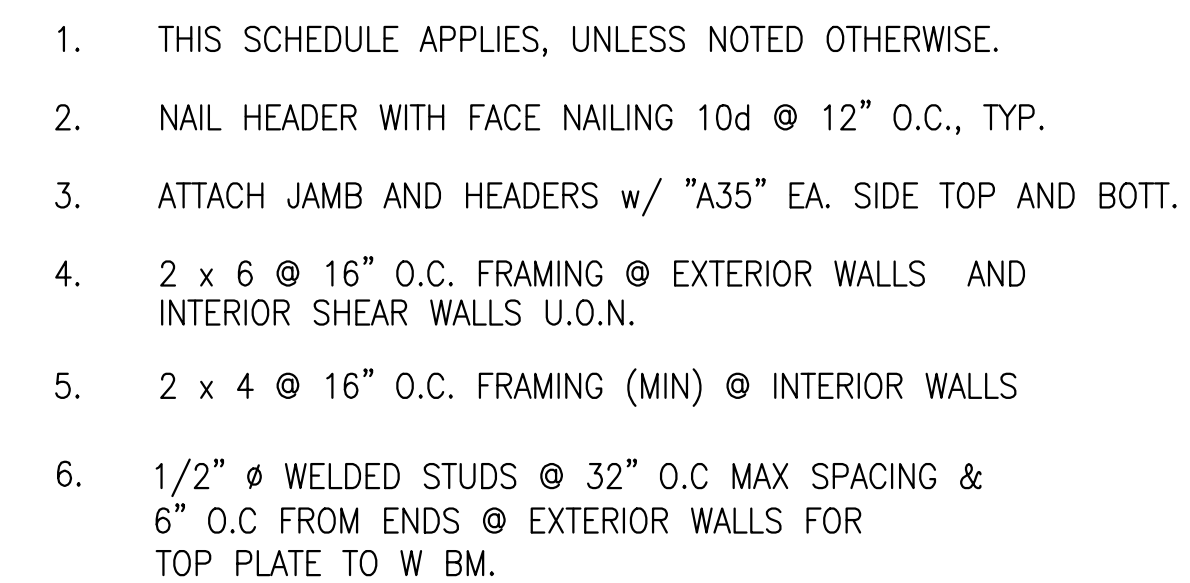 1. THIS SCHEDULE APPLIES, UNLESS NOTED OTHERWISE.
2. NAIL HEADER WITH FACE NAILING 10d @ 12" O.C., TYP.
3. ATTACH JAMB AND HEADERS w/ "A35" EA. SIDE TOP AND BOTT.
4. 2 x 6 @ 16" O.C. FRAMING @ EXTERIOR WALLS AND
INTERIOR SHEAR WALLS U.O.N.
5. 2 x 4 @ 16" O.C. FRAMING (MIN) @ INTERIOR WALLS
6. 1/2" ø WELDED STUDS @ 32" O.C MAX SPACING &
6" O.C FROM ENDS @ EXTERIOR WALLS FOR
TOP PLATE TO W BM.